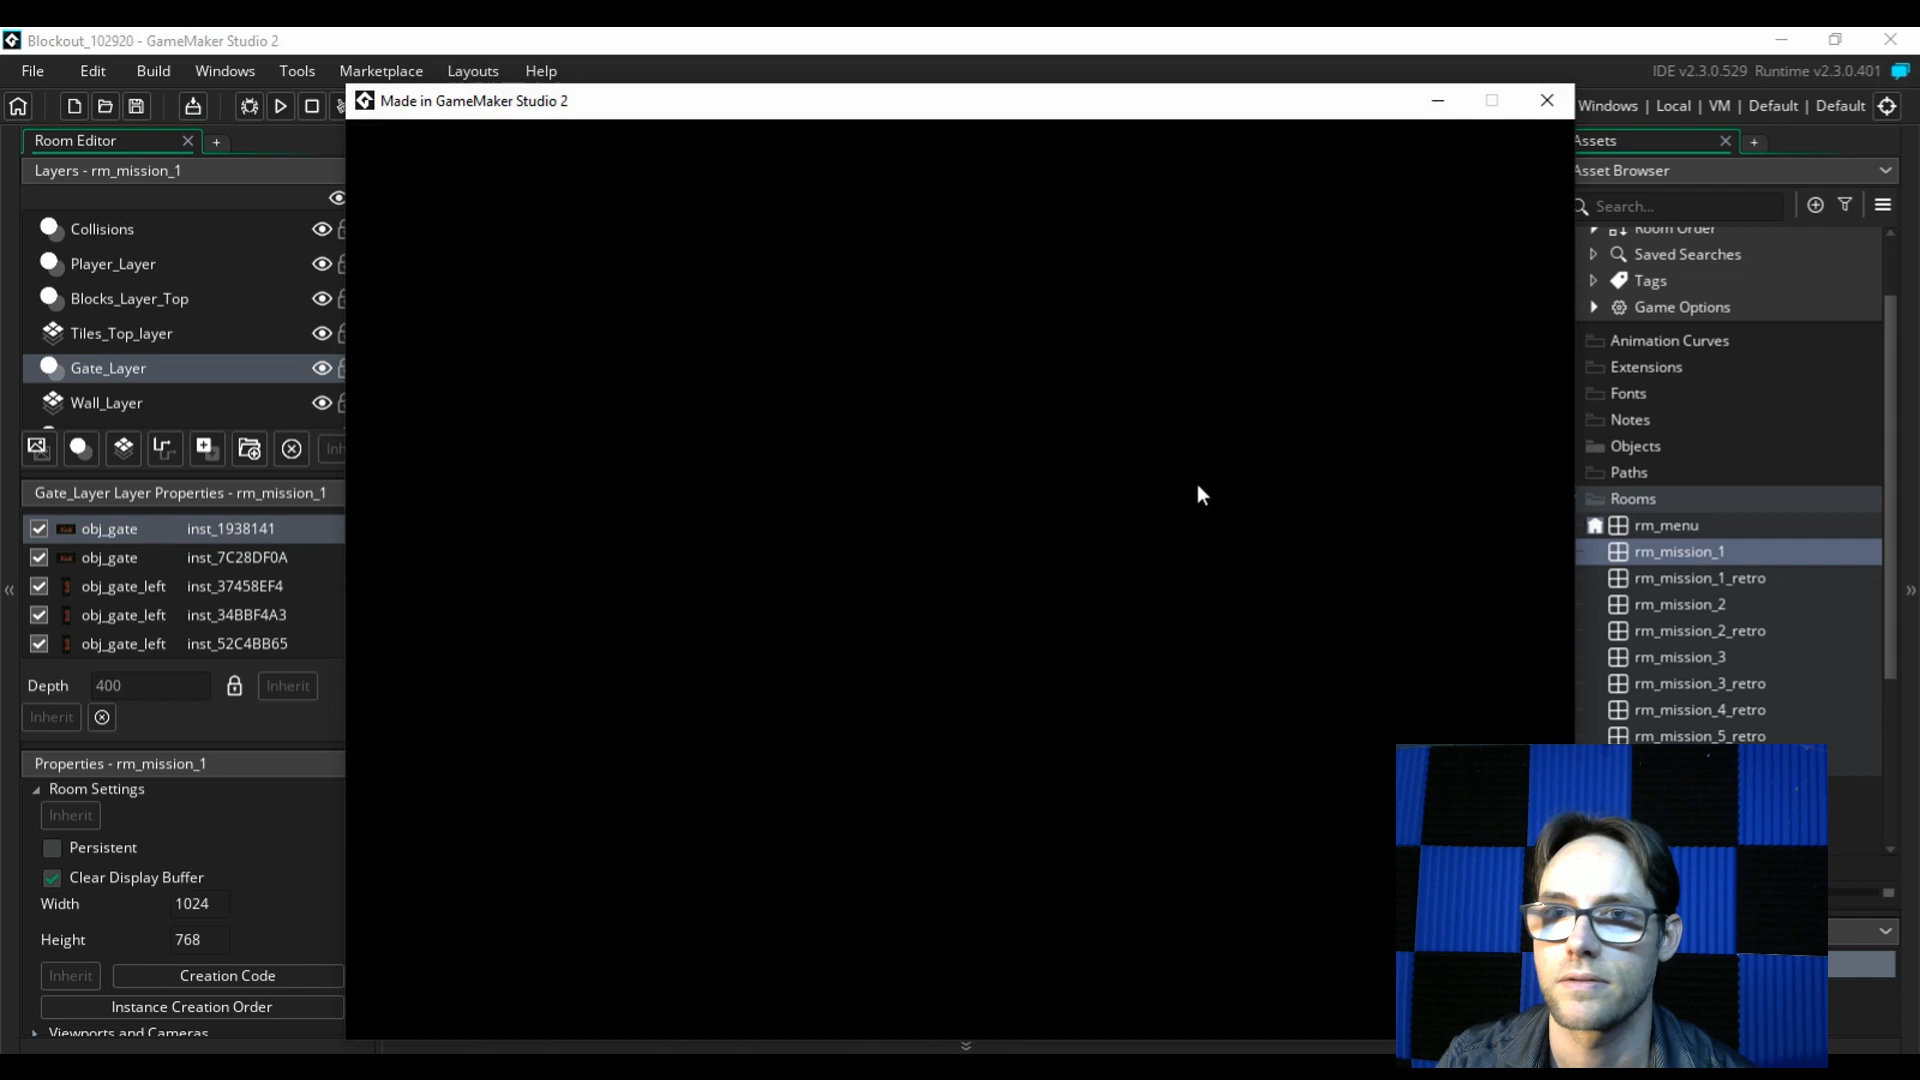 Blockout_102920 - GameMaker Studio 2
File Edit Build Windows Tools Marketplace Layouts Help
IDE v2.3.0.529 Runtime v2.3.0.401
Made in GameMaker Studio 2
Windows | Local | VM | Default | Default
Room Editor
Assets
Layers - rm_mission_1
Asset Browser
Search...
Collisions
Player_Layer
Blocks_Layer_Top
Tiles_Top_layer
Gate_Layer
Wall_Layer
Inh
Gate_Layer Layer Properties - rm_mission_1
obj_gate inst_1938141
obj_gate inst_7C28DF0A
obj_gate_left inst_37458EF4
obj_gate_left inst_34BBF4A3
obj_gate_left inst_52C4BB65
Depth 400 Inherit
Inherit
Properties - rm_mission_1
Room Settings
Inherit
Persistent
Clear Display Buffer
Width 1024
Height 768
Inherit Creation Code
Instance Creation Order
Viewports and Cameras
Room Order
Saved Searches
Tags
Game Options
Animation Curves
Extensions
Fonts
Notes
Objects
Paths
Rooms
rm_menu
rm_mission_1
rm_mission_1_retro
rm_mission_2
rm_mission_2_retro
rm_mission_3
rm_mission_3_retro
rm_mission_4_retro
rm_mission_5_retro